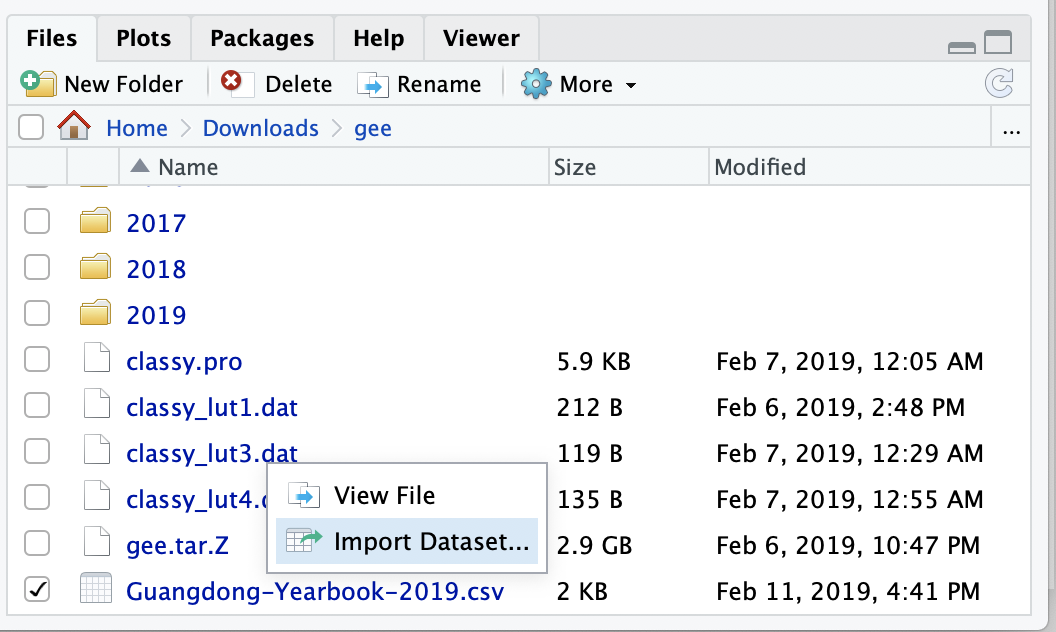 Files Plots Packages Help Viewer
New Folder Delete Rename More
Home Downloads gee ...
Name Size Modified
2017
2018
2019
classy.pro 5.9 KB Feb 7, 2019, 12:05 AM
classy_lut1.dat 212 B Feb 6, 2019, 2:48 PM
classy_lut3.dat 119 B Feb 7, 2019, 12:29 AM
View File
classy_lut4. 135 B Feb 7, 2019, 12:55 AM
Import Dataset...
gee.tar.Z 2.9 GB Feb 6, 2019, 10:47 PM
Guangdong-Yearbook-2019.csv 2 KB Feb 11, 2019, 4:41 PM